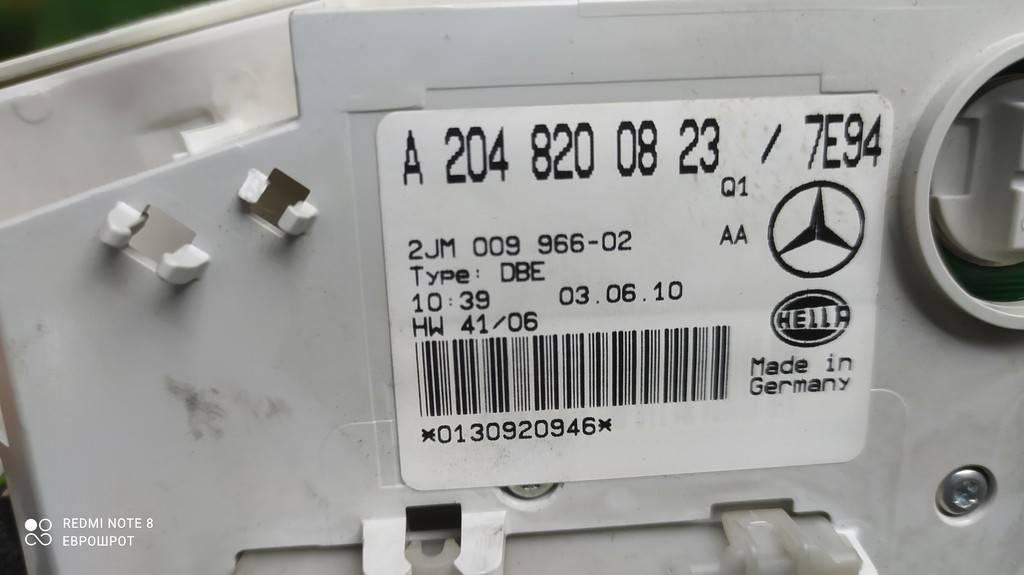 A 204 820 08 23 / 7E94
Q1
2JM 009 966-02 AA
Type: DBE
10:39 03.06.10
HW 41/06
HELLA
Made in
Germany
*0130920946*
REDMI NOTE 8
ЕВРОШРОТ